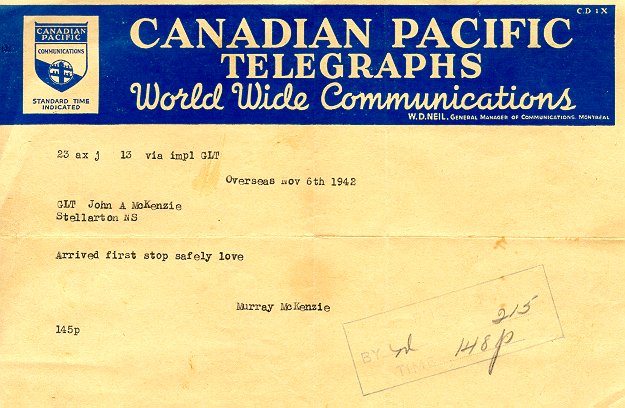 C.D 1X
CANADIAN PACIFIC
COMMUNICATIONS
STANDARD TIME
INDICATED
CANADIAN PACIFIC
TELEGRAPHS
World Wide Communications
W.D.NEIL, GENERAL MANAGER OF COMMUNICATIONS, MONTREAL
23 ax j 13 via impl GLT
Overseas Nov 6th 1942
GLT John A McKenzie
Stellarton NS
Arrived first stop safely love
Murray McKenzie
145p
215
BY
TIME 148p